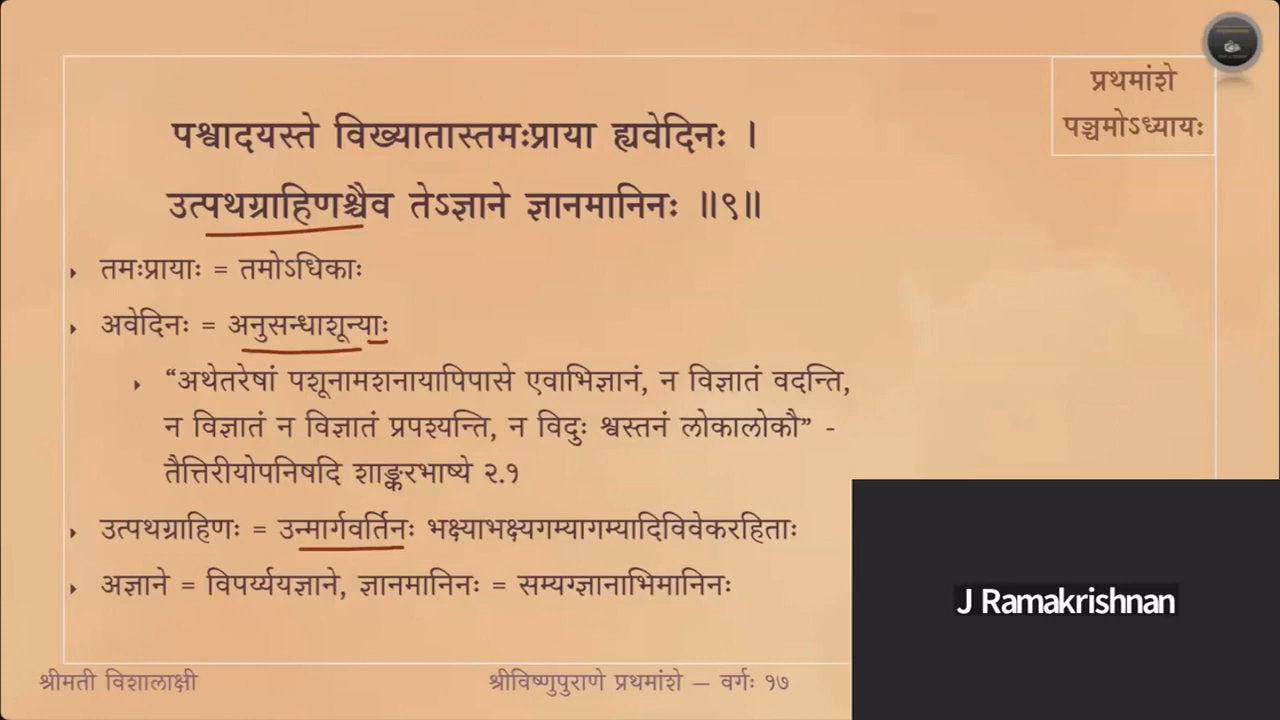 प्रथमांशे
पञ्चमोऽध्यायः
पश्वादयस्ते विख्यातास्तमःप्राया ह्यवेदिनः ।
उत्पथग्राहिणश्चैव तेऽज्ञाने ज्ञानमानिनः ॥९॥
तमःप्रायाः = तमोऽधिकाः
अवेदिनः = अनुसन्धाशून्याः
“अथेतरेषां पशूनामशनायापिपासे एवाभिज्ञानं, न विज्ञातं वदन्ति,
न विज्ञातं न विज्ञातं प्रपश्यन्ति, न विदुः श्वस्तनं लोकालोकौ” -
तैत्तिरीयोपनिषदि शाङ्करभाष्ये २.१
उत्पथग्राहिणः = उन्मार्गवर्तिनः भक्ष्याभक्ष्यगम्यागम्यादिविवेकरहिताः
अज्ञाने = विपर्य्ययज्ञाने, ज्ञानमानिनः = सम्यग्ज्ञानाभिमानिनः
J Ramakrishnan
श्रीमती विशालाक्षी
श्रीविष्णुपुराणे प्रथमांशे – वर्गः १७